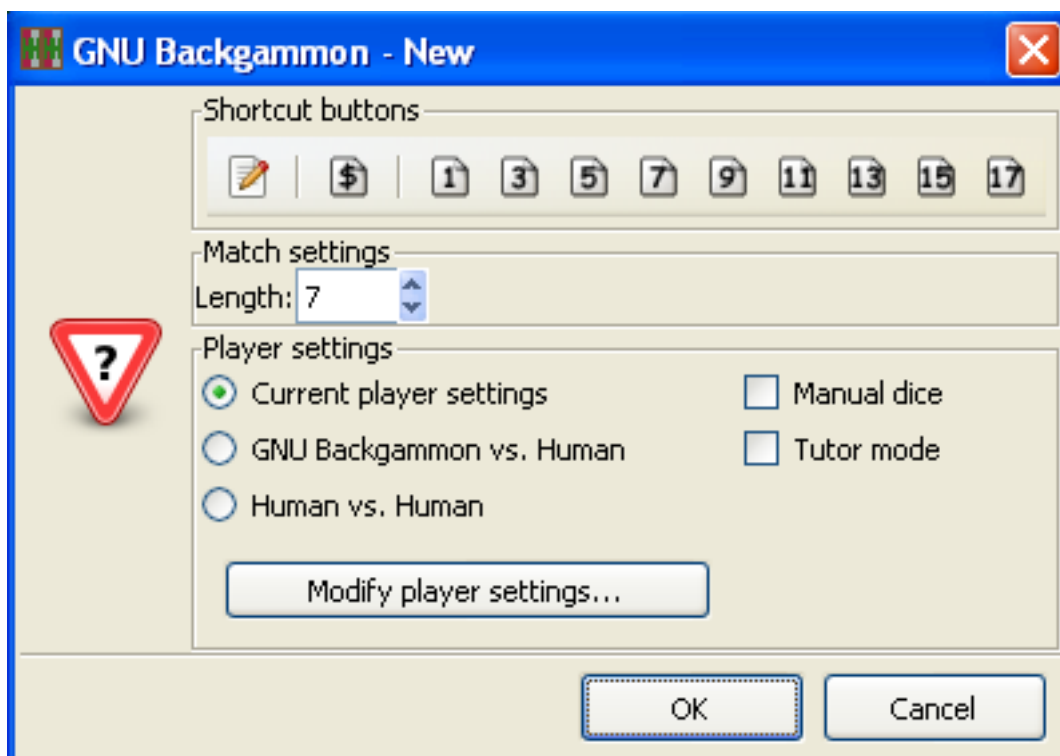 GNU Backgammon - New
Shortcut buttons
$ 1 3 5 7 9 11 13 15 17
Match settings
Length: 7
?
Player settings
Current player settings Manual dice
GNU Backgammon vs. Human Tutor mode
Human vs. Human
Modify player settings...
OK Cancel